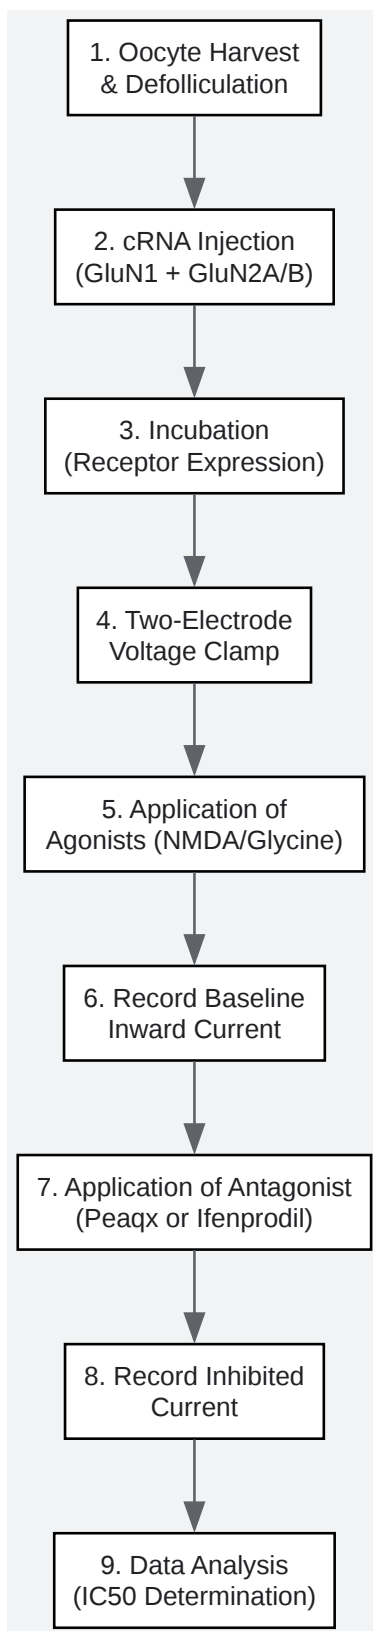 1. Oocyte Harvest
& Defolliculation
2. cRNA Injection
(GluN1 + GluN2A/B)
3. Incubation
(Receptor Expression)
4. Two-Electrode
Voltage Clamp
5. Application of
Agonists (NMDA/Glycine)
6. Record Baseline
Inward Current
7. Application of Antagonist
(Peaqx or Ifenprodil)
8. Record Inhibited
Current
9. Data Analysis
(IC50 Determination)